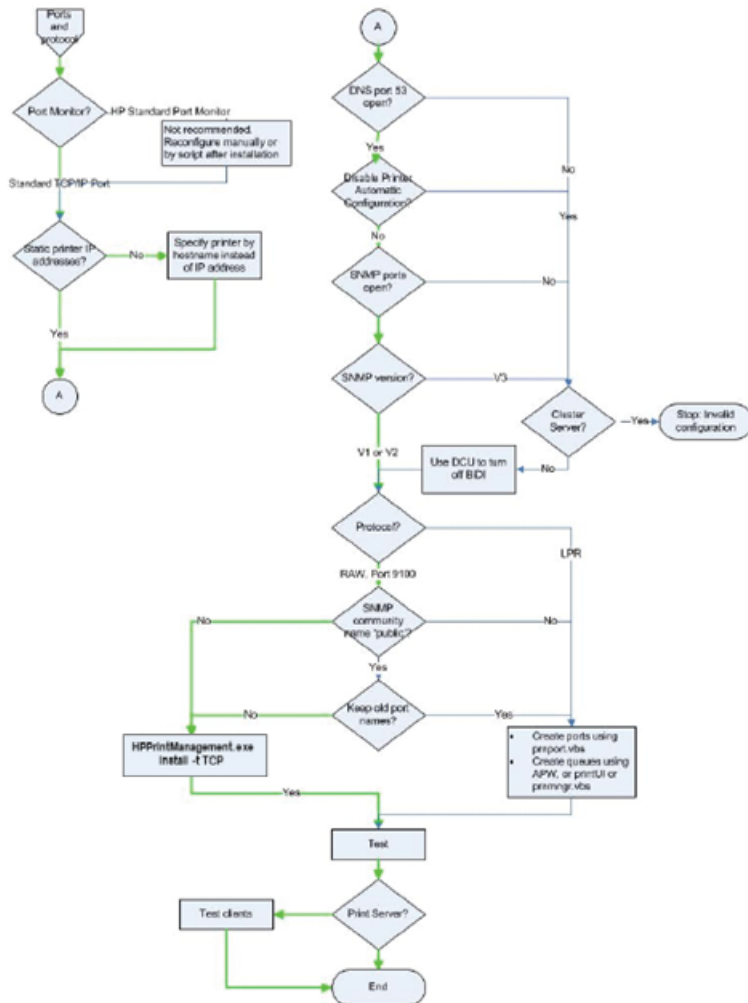 Ports
and
protocol
Port Monitor?
HP Standard Port Monitor
Not recommended.
Reconfigure manually or
by script after installation
Standard TCP/IP Port
Static printer IP
addresses?
No
Specify printer by
hostname instead
of IP address
Yes
A
A
DNS port 53
open?
Yes
No
Disable Printer
Automatic
Configuration?
Yes
No
SNMP ports
open?
No
SNMP version?
V3
Cluster
Server?
Yes
Stop: Invalid
configuration
V1 or V2
Use DCU to turn
off BIDI
No
Protocol?
LPR
RAW, Port 9100
SNMP
community
name 'public'?
No
No
Yes
Keep old port
names?
No
Yes
HPPrintManagement.exe
install -t TCP
• Create ports using
prnport.vbs
• Create queues using
APW, or printUI or
prnmngr.vbs
Yes
Test
Print Server?
Test clients
End